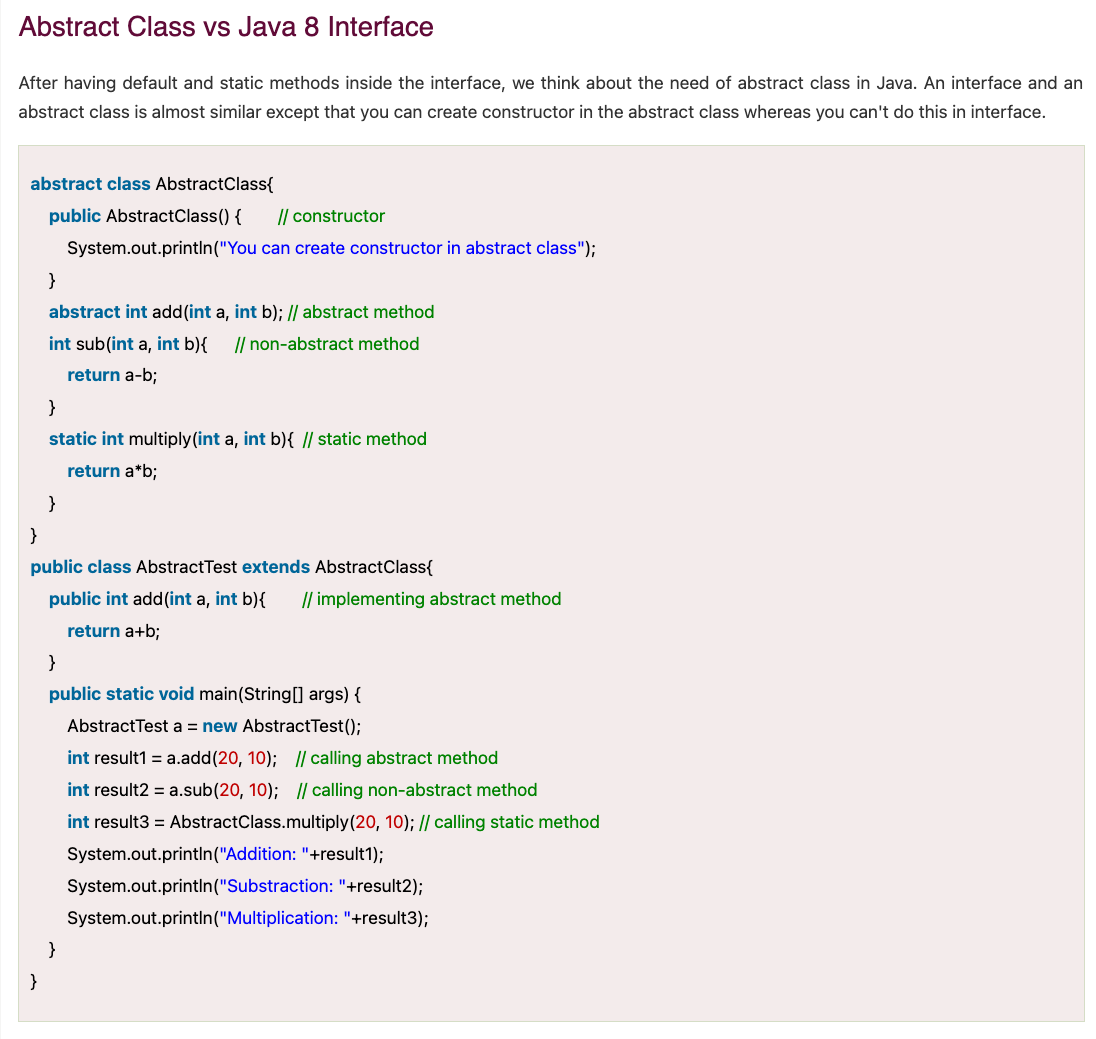 Abstract Class vs Java 8 Interface
After having default and static methods inside the interface, we think about the need of abstract class in Java. An interface and an
abstract class is almost similar except that you can create constructor in the abstract class whereas you can't do this in interface.
abstract class AbstractClass{
public AbstractClass() {        // constructor
System.out.println("You can create constructor in abstract class");
}
abstract int add(int a, int b); // abstract method
int sub(int a, int b){      // non-abstract method
return a-b;
}
static int multiply(int a, int b){  // static method
return a*b;
}
}
public class AbstractTest extends AbstractClass{
public int add(int a, int b){        // implementing abstract method
return a+b;
}
public static void main(String[] args) {
AbstractTest a = new AbstractTest();
int result1 = a.add(20, 10);    // calling abstract method
int result2 = a.sub(20, 10);    // calling non-abstract method
int result3 = AbstractClass.multiply(20, 10); // calling static method
System.out.println("Addition: "+result1);
System.out.println("Substraction: "+result2);
System.out.println("Multiplication: "+result3);
}
}